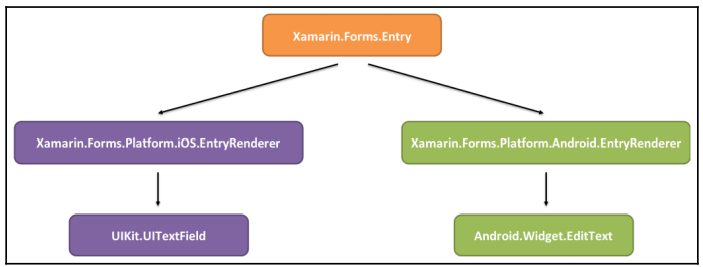 Xamarin.Forms.Entry
Xamarin.Forms.Platform.iOS.EntryRenderer
Xamarin.Forms.Platform.Android.EntryRenderer
UIKit.UITextField
Android.Widget.EditText